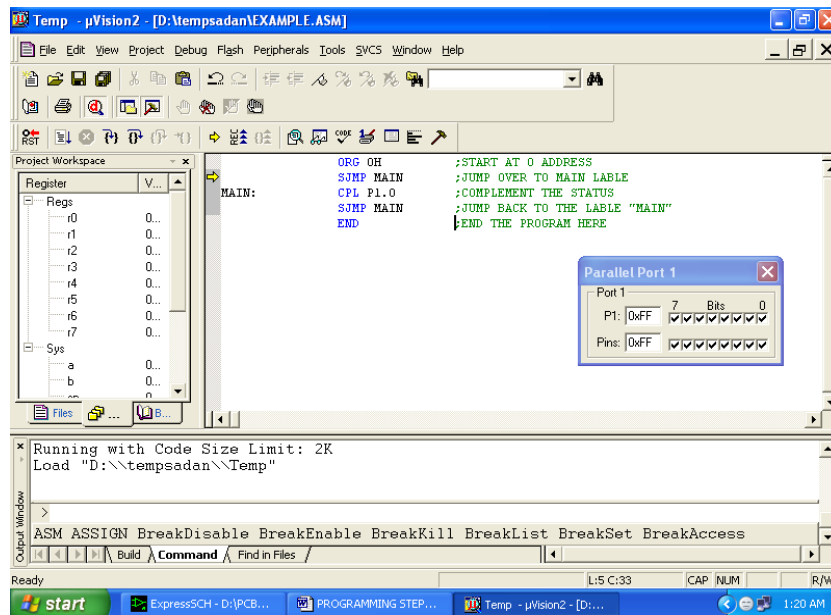 Temp - µVision2 - [D:\tempsadan\EXAMPLE.ASM]
File Edit View Project Debug Flash Peripherals Tools SVCS Window Help
RST
CODE
Project Workspace
Register V...
Regs
r0 0...
r1 0...
r2 0...
r3 0...
r4 0...
r5 0...
r6 0...
r7 0...
Sys
a 0...
b 0...
Files ... B...
ORG 0H ;START AT 0 ADDRESS
SJMP MAIN ;JUMP OVER TO MAIN LABLE
MAIN: CPL P1.0 ;COMPLEMENT THE STATUS
SJMP MAIN ;JUMP BACK TO THE LABLE "MAIN"
END ;END THE PROGRAM HERE
Parallel Port 1
Port 1
7 Bits 0
P1: 0xFF
Pins: 0xFF
Output Window
Running with Code Size Limit: 2K
Load "D:\\tempsadan\\Temp"
>
ASM ASSIGN BreakDisable BreakEnable BreakKill BreakList BreakSet BreakAccess
Build Command Find in Files
Ready L:5 C:33 CAP NUM R/W
start ExpressSCH - D:\PCB... PROGRAMMING STEP... Temp - µVision2 - [D:... 1:20 AM